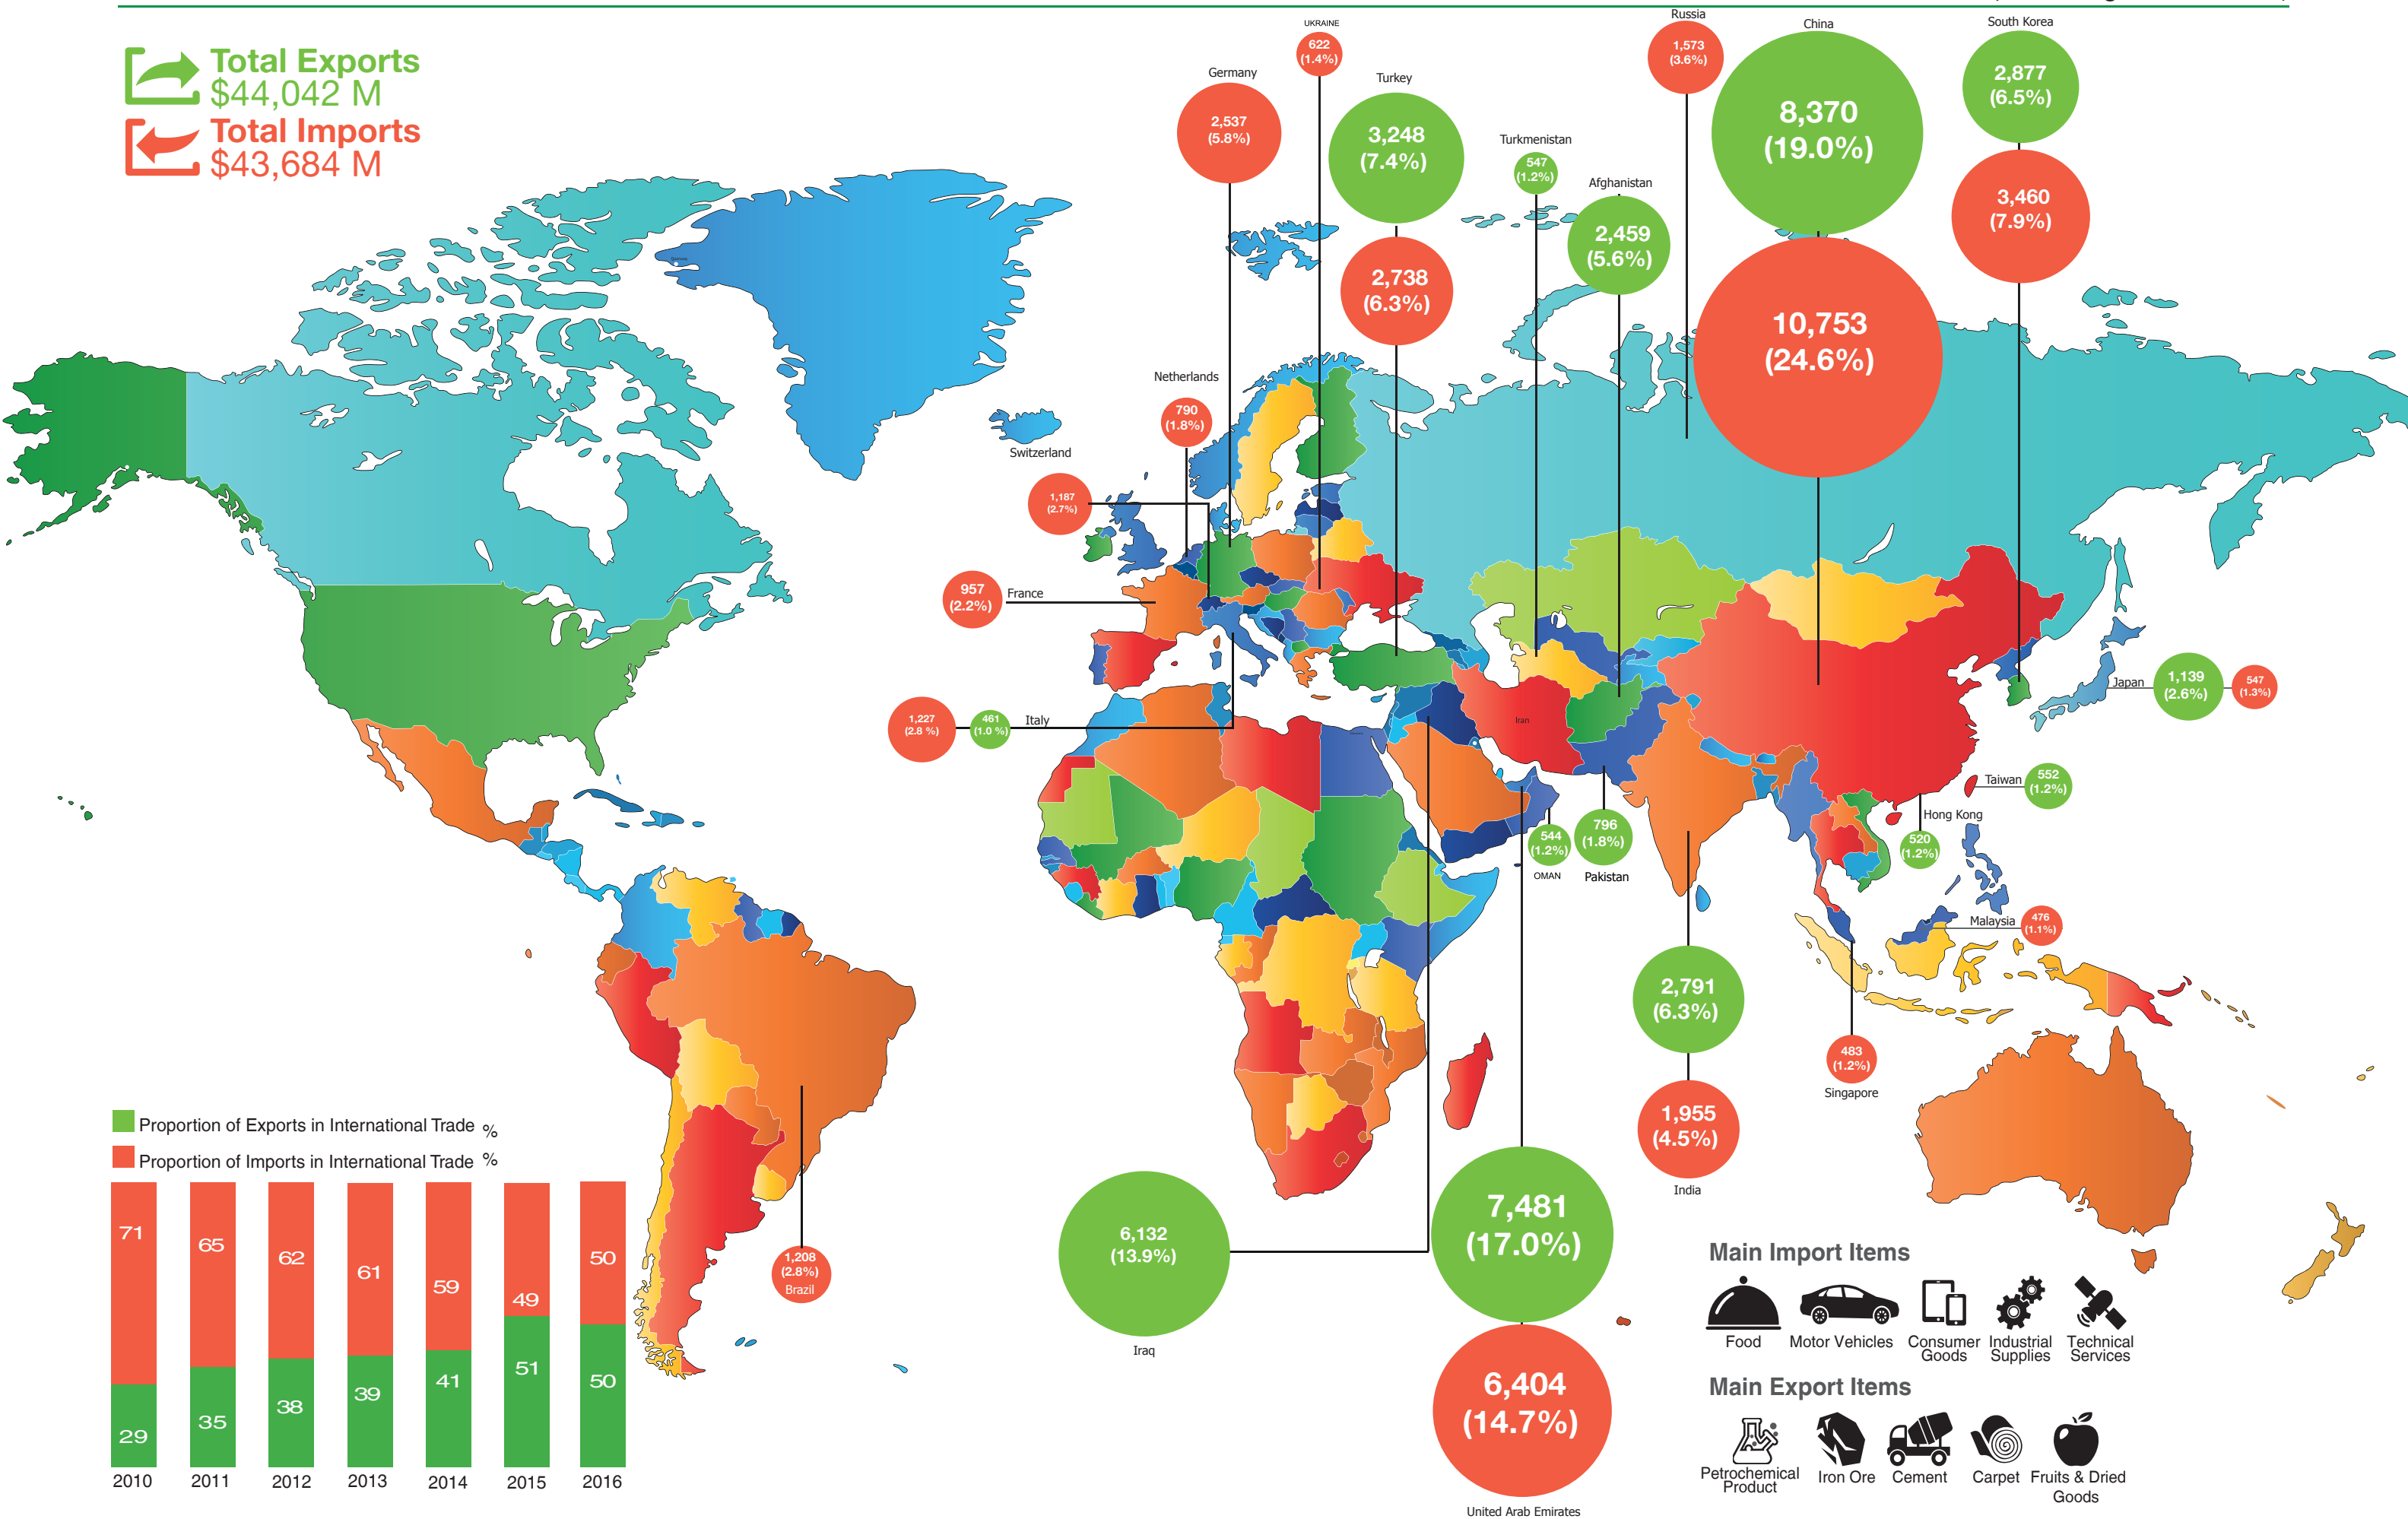 Total Exports
$44,042 M
Total Imports
$43,684 M
UKRAINE
622
(1.4%)
Germany
2,537
(5.8%)
Turkey
3,248
(7.4%)
2,738
(6.3%)
Turkmenistan
547
(1.2%)
Afghanistan
2,459
(5.6%)
Russia
1,573
(3.6%)
China
8,370
(19.0%)
10,753
(24.6%)
South Korea
2,877
(6.5%)
3,460
(7.9%)
Netherlands
790
(1.8%)
Switzerland
1,187
(2.7%)
957
(2.2%)
France
1,227
(2.8 %)
461
(1.0 %)
Italy
Iran
Japan
1,139
(2.6%)
547
(1.3%)
Taiwan
552
(1.2%)
Hong Kong
520
(1.2%)
544
(1.2%)
OMAN
796
(1.8%)
Pakistan
Malaysia
476
(1.1%)
2,791
(6.3%)
1,955
(4.5%)
India
483
(1.2%)
Singapore
1,208
(2.8%)
Brazil
6,132
(13.9%)
Iraq
7,481
(17.0%)
6,404
(14.7%)
United Arab Emirates
Proportion of Exports in International Trade %
Proportion of Imports in International Trade %
71 65 62 61 59 49 50
29 35 38 39 41 51 50
2010 2011 2012 2013 2014 2015 2016
Main Import Items
Food Motor Vehicles Consumer Industrial Technical
Goods Supplies Services
Main Export Items
Petrochemical Iron Ore Cement Carpet Fruits & Dried
Product Goods